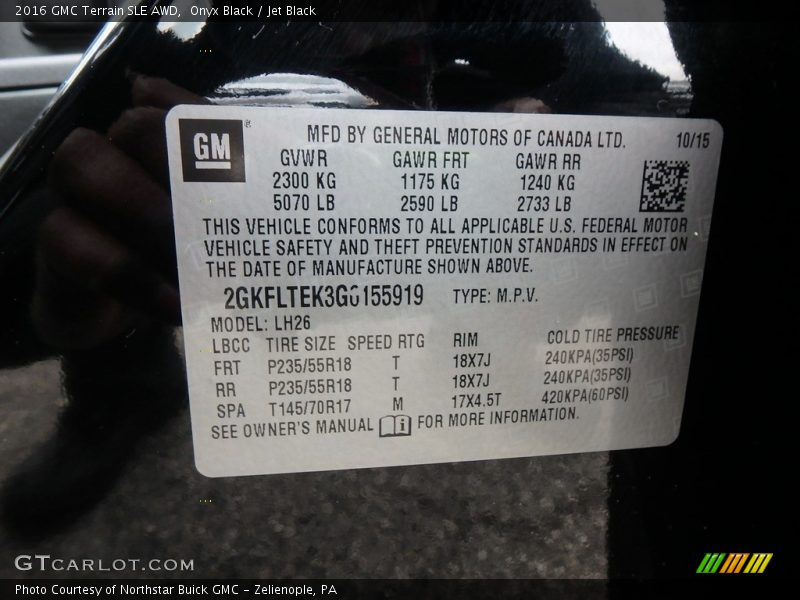 2016 GMC Terrain SLE AWD, Onyx Black / Jet Black
GM
MFD BY GENERAL MOTORS OF CANADA LTD. 10/15
GVWR GAWR FRT GAWR RR
2300 KG 1175 KG 1240 KG
5070 LB 2590 LB 2733 LB
THIS VEHICLE CONFORMS TO ALL APPLICABLE U.S. FEDERAL MOTOR
VEHICLE SAFETY AND THEFT PREVENTION STANDARDS IN EFFECT ON
THE DATE OF MANUFACTURE SHOWN ABOVE.
2GKFLTEK3G6155919 TYPE: M.P.V.
MODEL: LH26
LBCC TIRE SIZE SPEED RTG RIM COLD TIRE PRESSURE
FRT P235/55R18 T 18X7J 240KPA(35PSI)
RR P235/55R18 T 18X7J 240KPA(35PSI)
SPA T145/70R17 M 17X4.5T 420KPA(60PSI)
SEE OWNER'S MANUAL i FOR MORE INFORMATION.
GTCARLOT.COM
Photo Courtesy of Northstar Buick GMC - Zelienople, PA